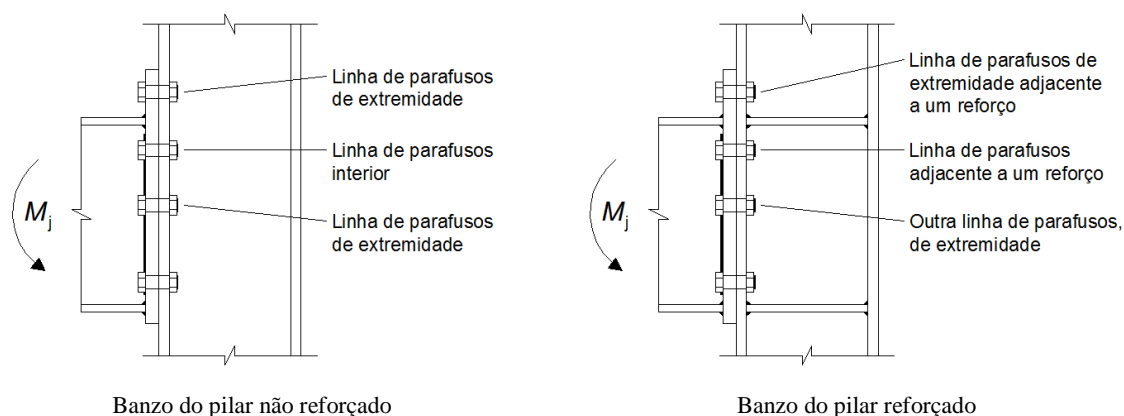 Linha de parafusos
de extremidade
Linha de parafusos
interior
Linha de parafusos
de extremidade
Mj
Banzo do pilar não reforçado
Linha de parafusos de
extremidade adjacente
a um reforço
Linha de parafusos
adjacente a um reforço
Outra linha de parafusos,
de extremidade
Mj
Banzo do pilar reforçado